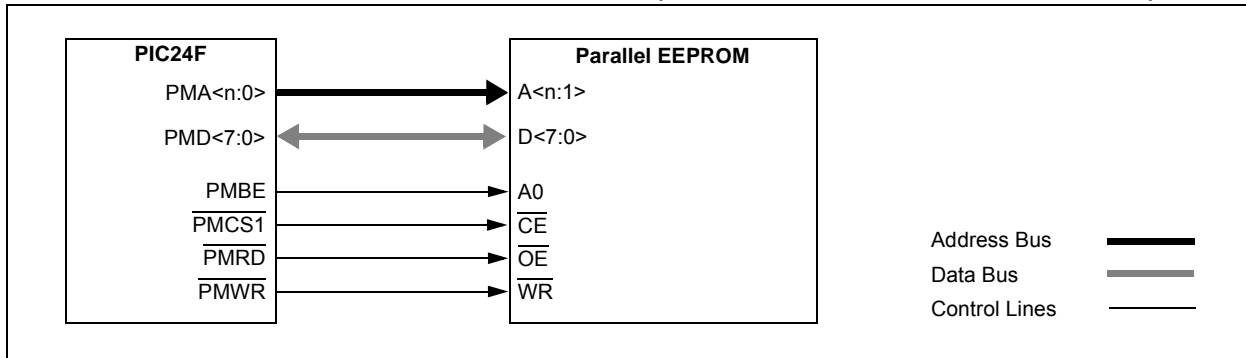 PIC24F
Parallel EEPROM
PMA<n:0>
A<n:1>
PMD<7:0>
D<7:0>
PMBE
A0
PMCS1
CE
PMRD
OE
PMWR
WR
Address Bus
Data Bus
Control Lines